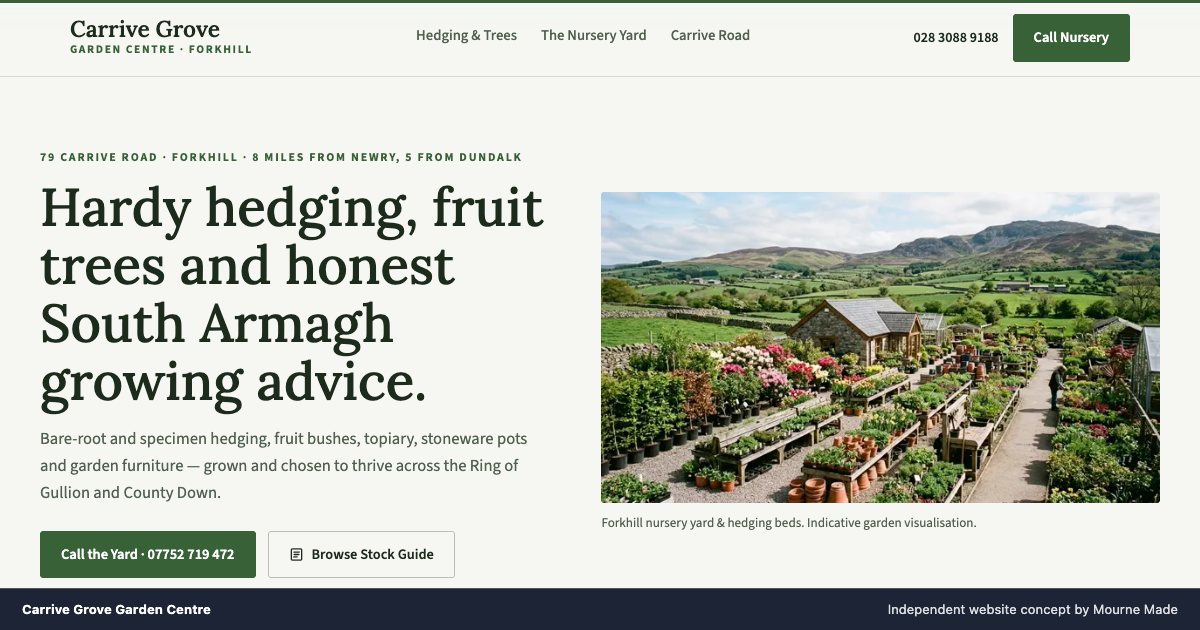 Carrive Grove
GARDEN CENTRE · FORKHILL
Hedging & Trees
The Nursery Yard
Carrive Road
028 3088 9188
Call Nursery
79 CARRIVE ROAD · FORKHILL · 8 MILES FROM NEWRY, 5 FROM DUNDALK
Hardy hedging, fruit
trees and honest
South Armagh
growing advice.
Bare-root and specimen hedging, fruit bushes, topiary, stoneware pots
and garden furniture — grown and chosen to thrive across the Ring of
Gullion and County Down.
Call the Yard · 07752 719 472
Browse Stock Guide
Forkhill nursery yard & hedging beds. Indicative garden visualisation.
Carrive Grove Garden Centre
Independent website concept by Mourne Made